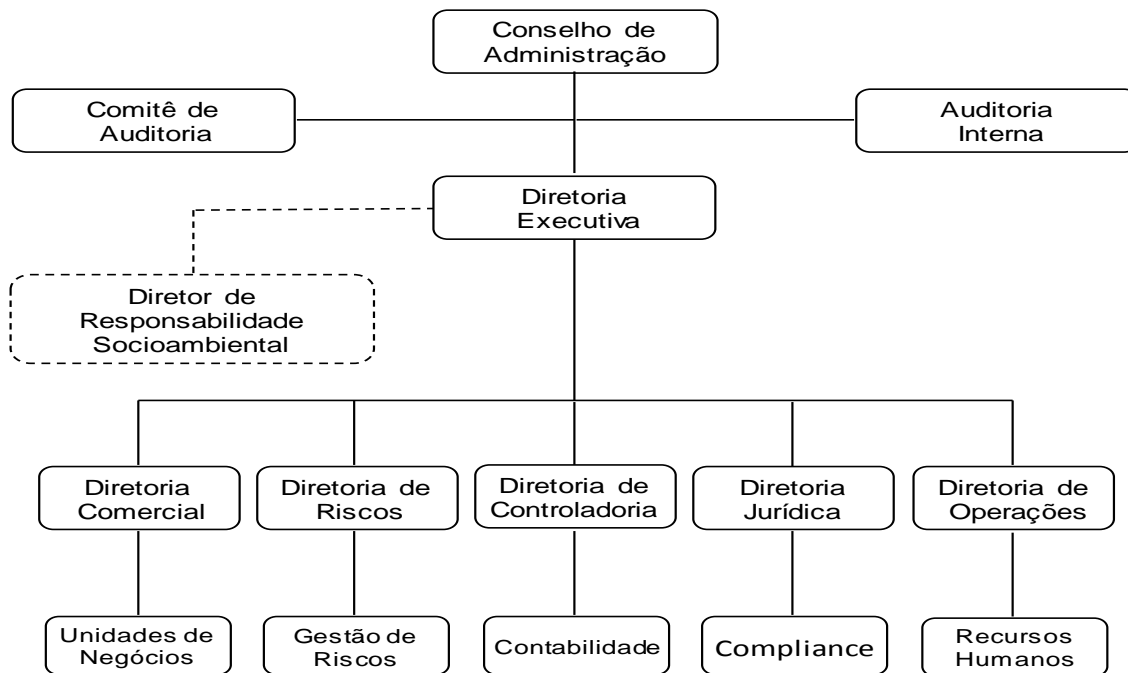 Conselho de
Administração
Comitê de
Auditoria
Auditoria
Interna
Diretoria
Executiva
Diretor de
Responsabilidade
Socioambiental
Diretoria
Comercial
Diretoria de
Riscos
Diretoria de
Controladoria
Diretoria
Jurídica
Diretoria de
Operações
Unidades de
Negócios
Gestão de
Riscos
Contabilidade
Compliance
Recursos
Humanos